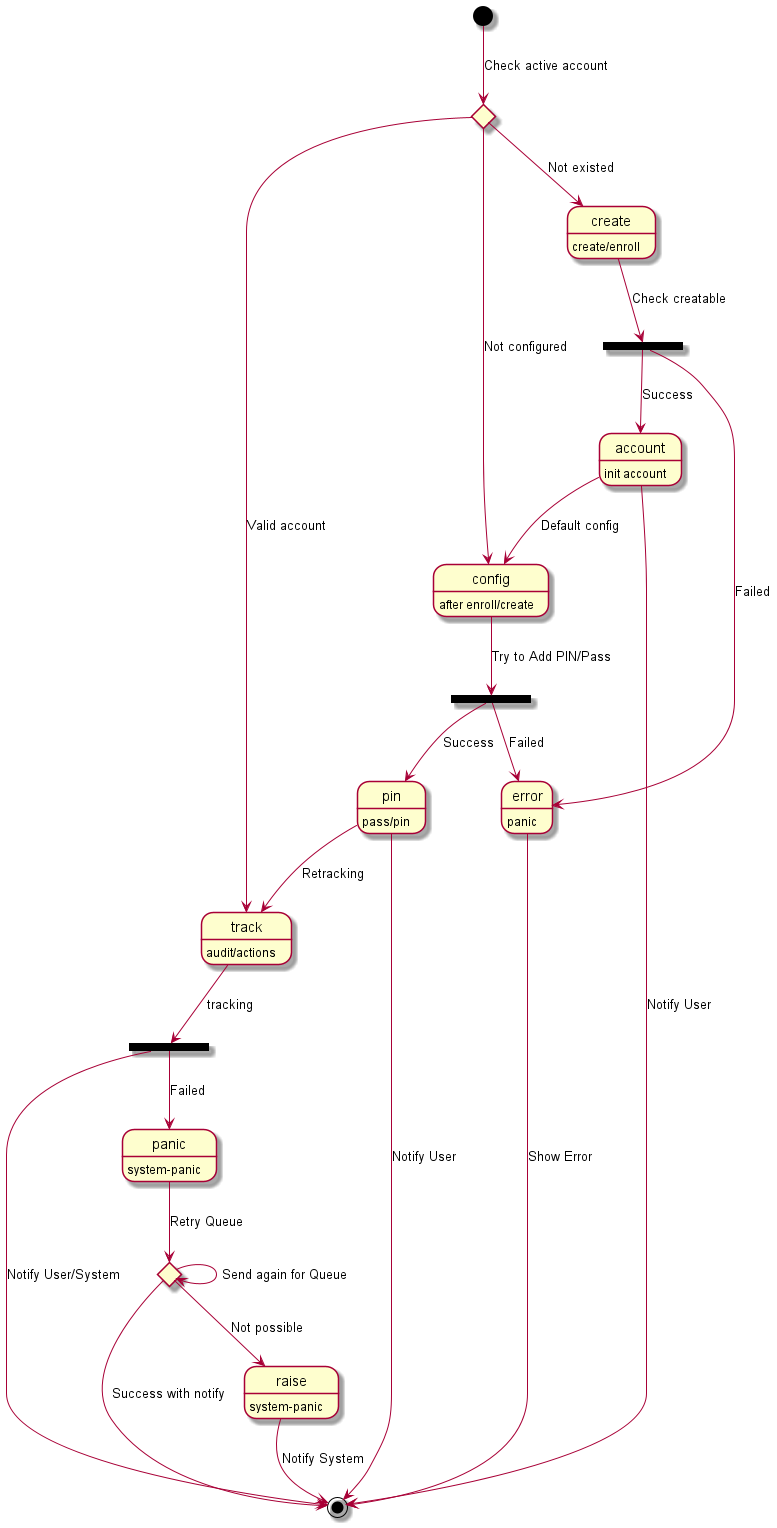 Check active account
Not existed
create
create/enroll
Check creatable
Not configured
Success
account
init account
Valid account
Default config
config
after enroll/create
Failed
Try to Add PIN/Pass
Success
Failed
pin
pass/pin
error
panic
Retracking
track
audit/actions
tracking
Notify User
Failed
panic
system-panic
Notify User
Show Error
Retry Queue
Notify User/System
Send again for Queue
Not possible
raise
system-panic
Success with notify
Notify System